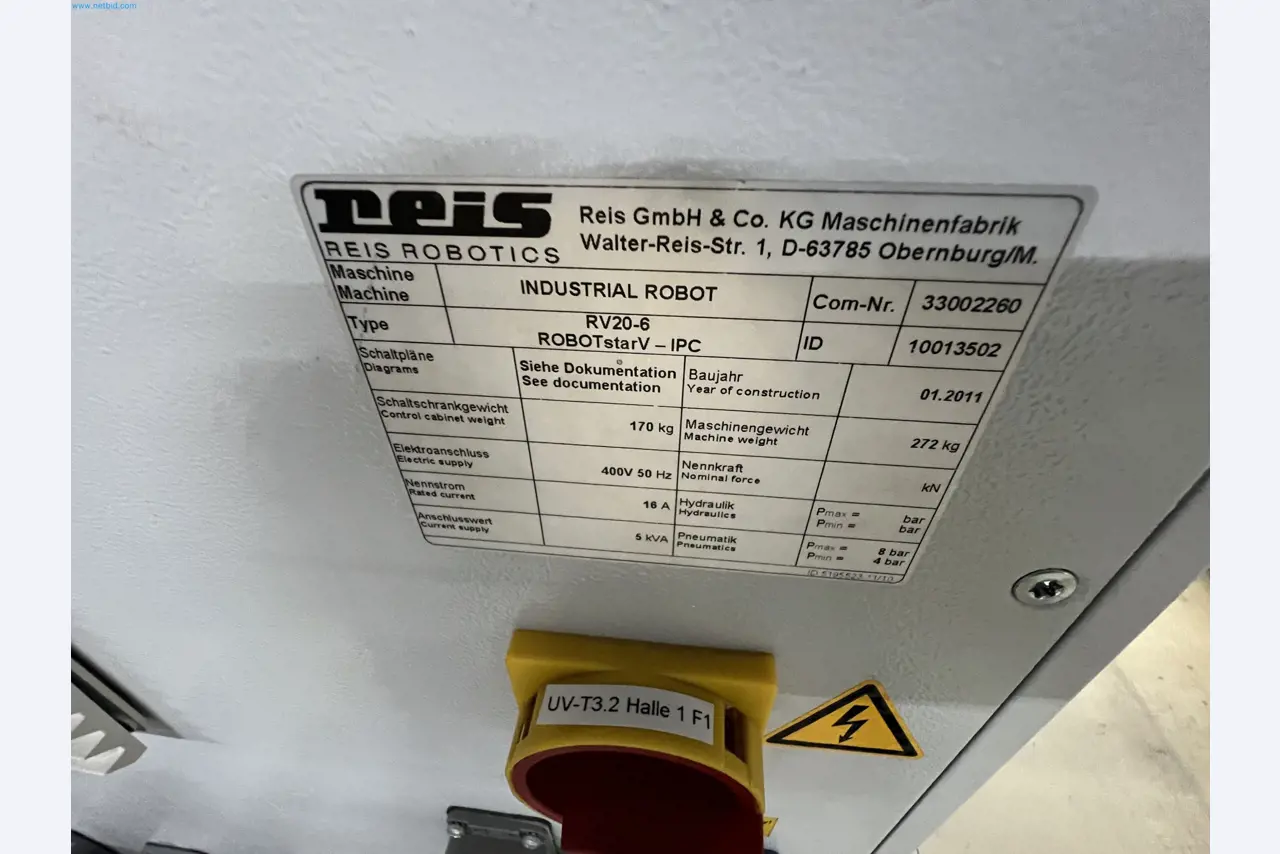 www.netbid.com
reis
REIS ROBOTICS
Reis GmbH & Co. KG Maschinenfabrik
Walter-Reis-Str. 1, D-63785 Obernburg/M.
Maschine
Machine
INDUSTRIAL ROBOT
Com-Nr.
33002260
Type
RV20-6
ROBOTstarV – IPC
ID
10013502
Schaltpläne
Diagrams
Siehe Dokumentation
See documentation
Baujahr
Year of construction
01.2011
Schaltschrankgewicht
Control cabinet weight
170 kg
Maschinengewicht
Machine weight
272 kg
Elektroanschluss
Electric supply
400V 50 Hz
Nennkraft
Nominal force
kN
Nennstrom
Rated current
16 A
Hydraulik
Hydraulics
Pmax = bar
Pmin = bar
Anschlusswert
Current supply
5 kVA
Pneumatik
Pneumatics
Pmax = 8 bar
Pmin = 4 bar
UV-T3.2 Halle 1 F1